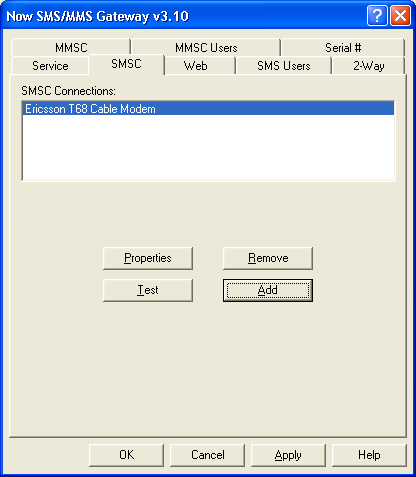 Now SMS/MMS Gateway v3.10
MMSC MMSC Users Serial #
Service SMSC Web SMS Users 2-Way
SMSC Connections:
Ericsson T68 Cable Modem
Properties Remove
Test Add
OK Cancel Apply Help